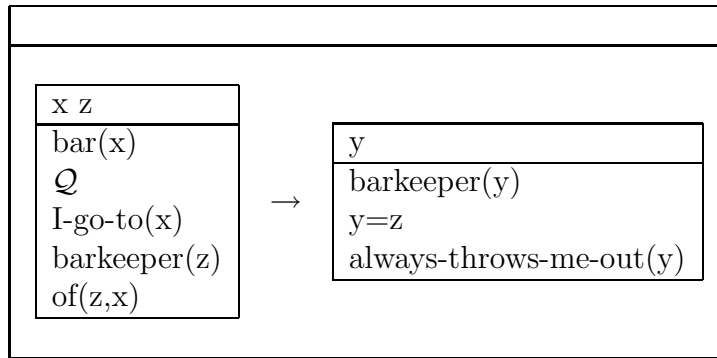 x z
bar(x)
𝒬
I-go-to(x)
barkeeper(z)
of(z,x)
→
y
barkeeper(y)
y=z
always-throws-me-out(y)